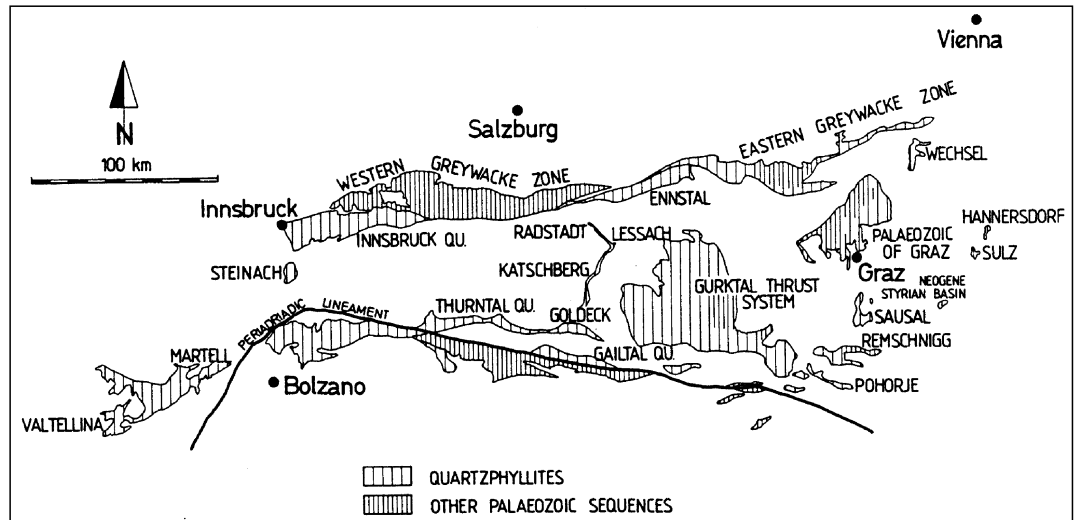 Vienna
Salzburg
EASTERN GREYWACKE ZONE
N
100 km
WECHSEL
WESTERN GREYWACKE ZONE
ENNSTAL
Innsbruck
INNSBRUCK QU.
RADSTADT
LESSACH
HANNERSDORF
PALAEOZOIC
OF GRAZ
SULZ
STEINACH
KATSCHBERG
Graz
GURKTAL THRUST
SYSTEM
NEOGENE
STYRIAN BASIN
PERIADRIADIC LINEAMENT
THURNTAL QU.
GOLDECK
SAUSAL
REMSCHNIGG
MARTELL
GAILTAL QU.
Bolzano
POHORJE
VALTELLINA
QUARTZPHYLLITES
OTHER PALAEOZOIC SEQUENCES